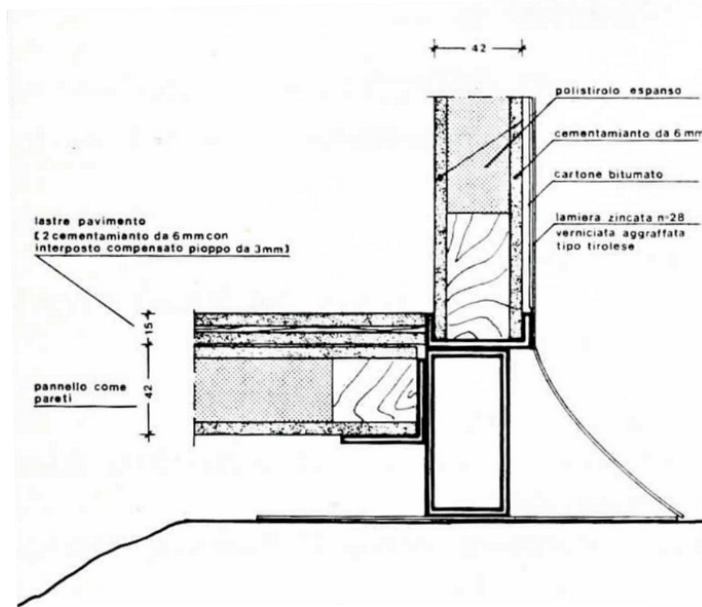 42
polistirolo espanso
cementamianto da 6 mm
cartone bitumato
lamiera zincata n=28
verniciata aggraffata
tipo tirolese
lastre pavimento
[2 cementamianto da 6mm con
interposto compensato pioppo da 3mm]
15
42
pannello come
pareti